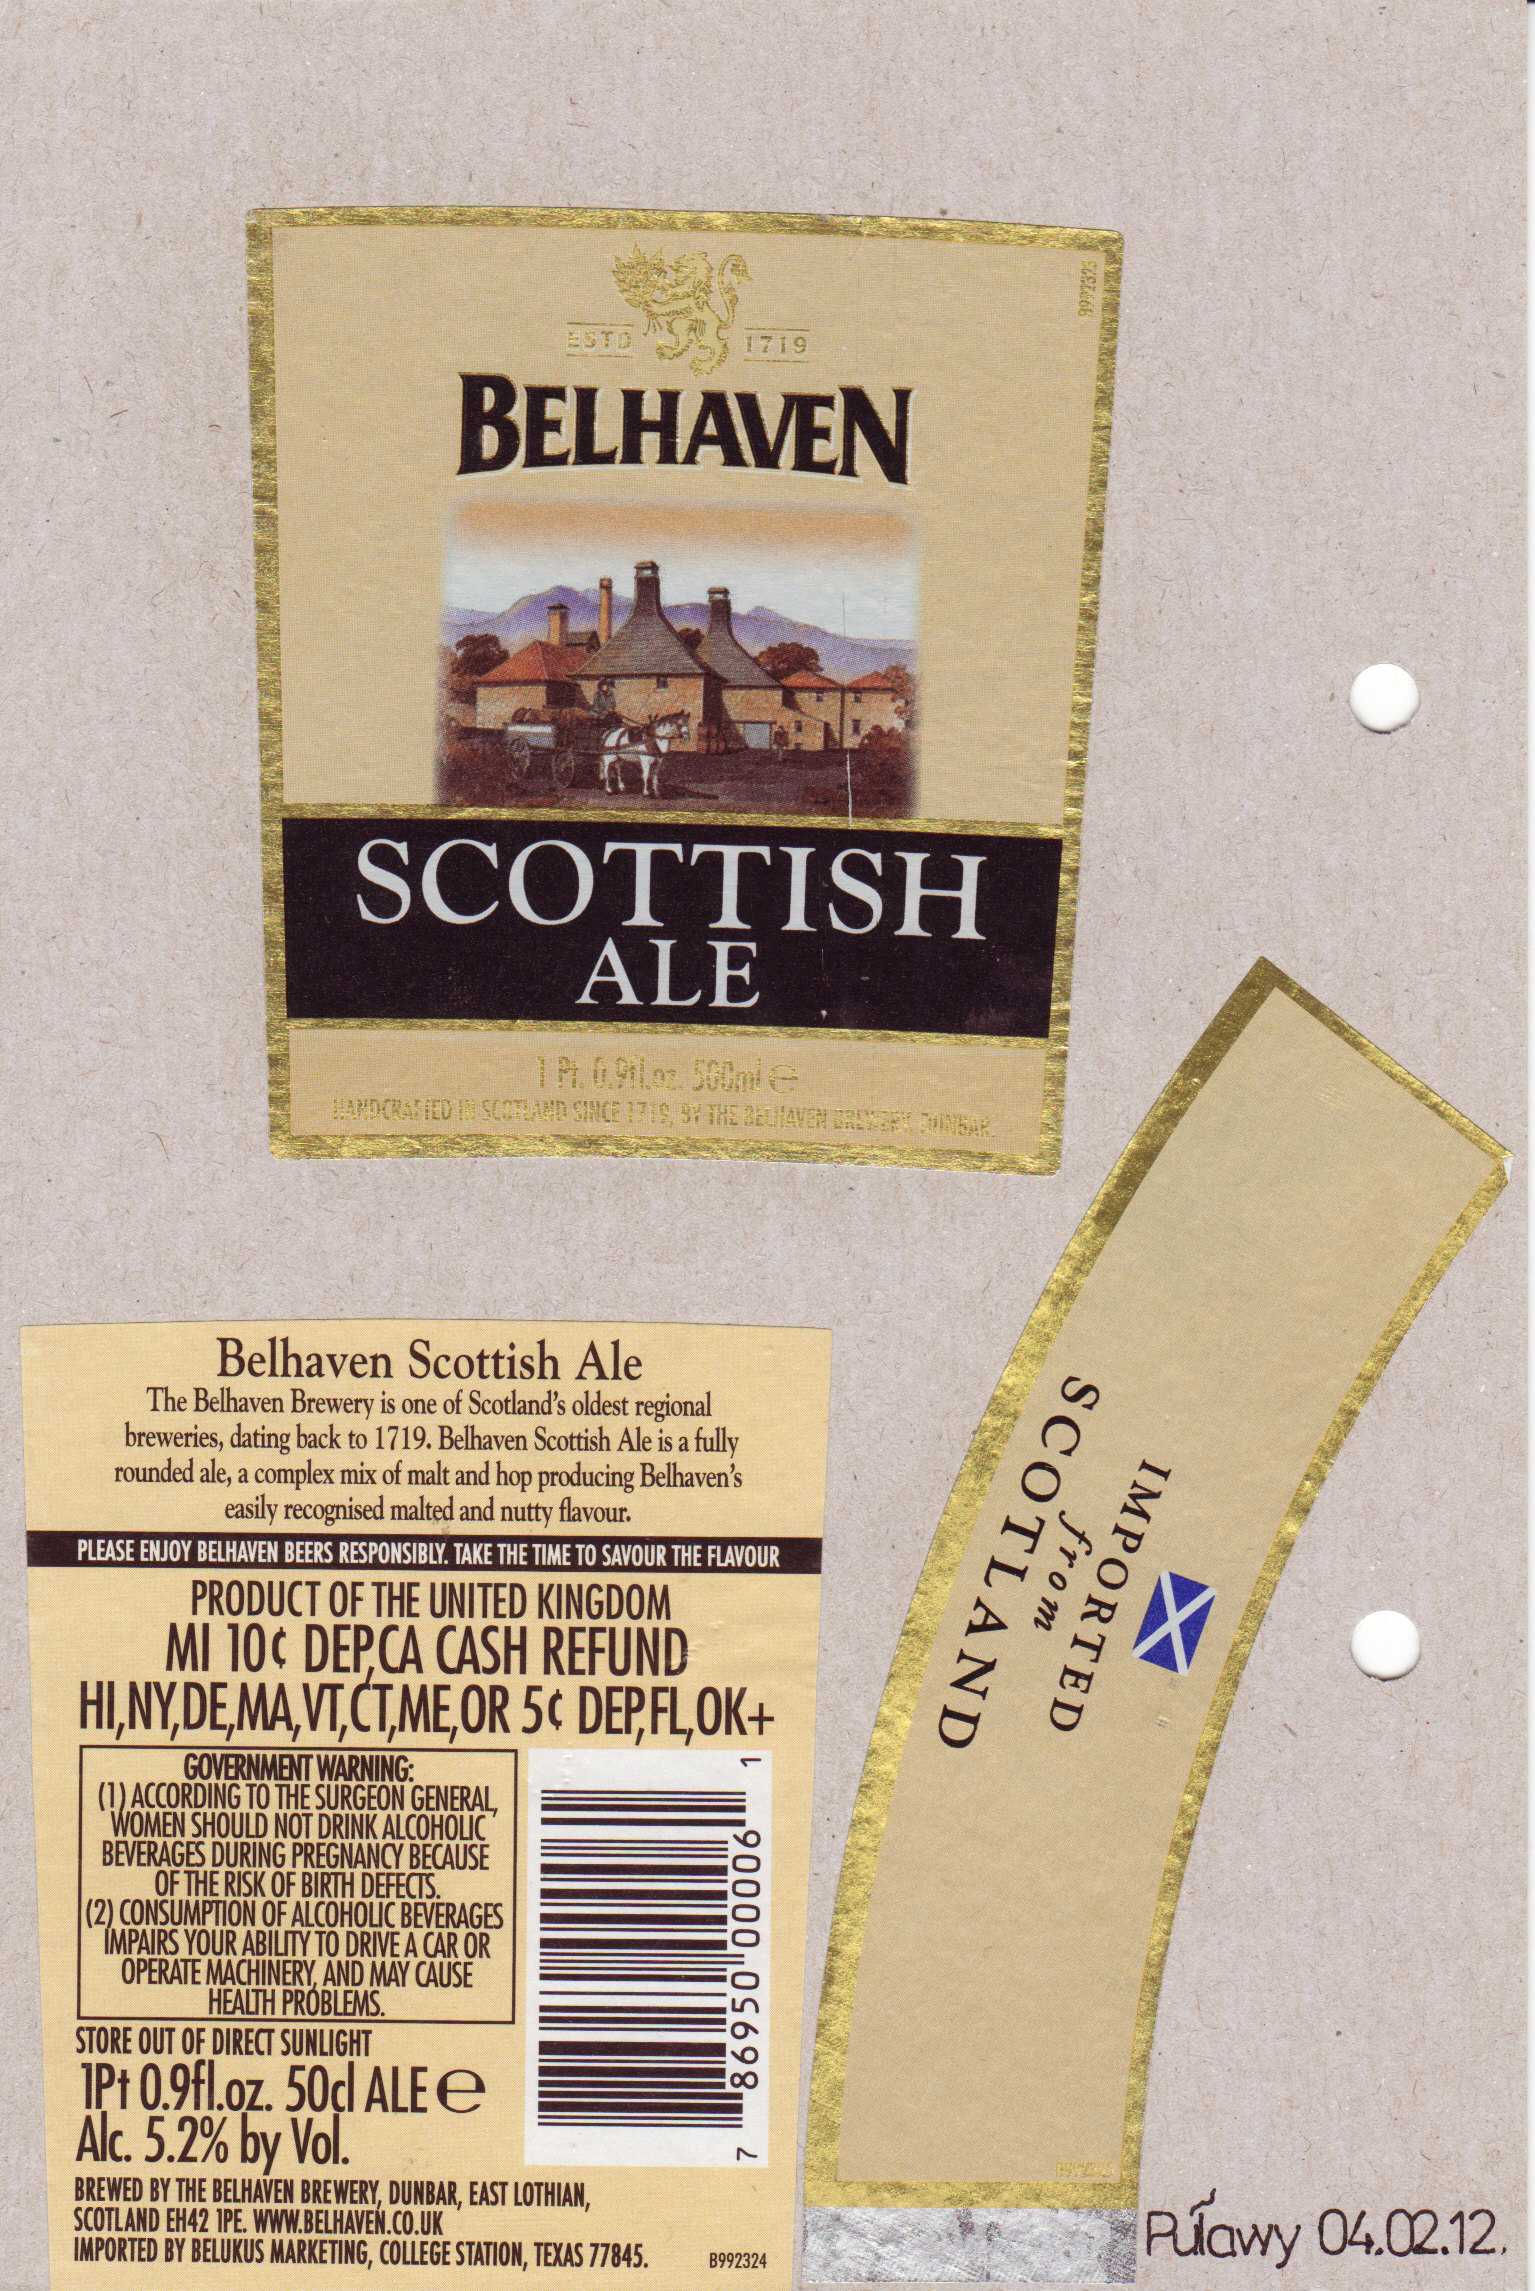 B992323
ESTD 1719
BELHAVEN
SCOTTISH
ALE
1 Pt. 0.9fl.oz. 500ml e
HANDCRAFTED IN SCOTLAND SINCE 1719, BY THE BELHAVEN BREWERY, DUNBAR.
IMPORTED
from
SCOTLAND
Belhaven Scottish Ale
The Belhaven Brewery is one of Scotland's oldest regional
breweries, dating back to 1719. Belhaven Scottish Ale is a fully
rounded ale, a complex mix of malt and hop producing Belhaven's
easily recognised malted and nutty flavour.
PLEASE ENJOY BELHAVEN BEERS RESPONSIBLY. TAKE THE TIME TO SAVOUR THE FLAVOUR
PRODUCT OF THE UNITED KINGDOM
MI 10¢ DEP,CA CASH REFUND
HI,NY,DE,MA,VT,CT,ME,OR 5¢ DEP,FL,OK+
GOVERNMENT WARNING:
(1) ACCORDING TO THE SURGEON GENERAL,
WOMEN SHOULD NOT DRINK ALCOHOLIC
BEVERAGES DURING PREGNANCY BECAUSE
OF THE RISK OF BIRTH DEFECTS.
(2) CONSUMPTION OF ALCOHOLIC BEVERAGES
IMPAIRS YOUR ABILITY TO DRIVE A CAR OR
OPERATE MACHINERY, AND MAY CAUSE
HEALTH PROBLEMS.
7 86950 00006 1
STORE OUT OF DIRECT SUNLIGHT
1Pt 0.9fl.oz. 50cl ALE e
Alc. 5.2% by Vol.
BREWED BY THE BELHAVEN BREWERY, DUNBAR, EAST LOTHIAN,
SCOTLAND EH42 1PE. WWW.BELHAVEN.CO.UK
IMPORTED BY BELUKUS MARKETING, COLLEGE STATION, TEXAS 77845.
B992324
Puławy 04.02.12.